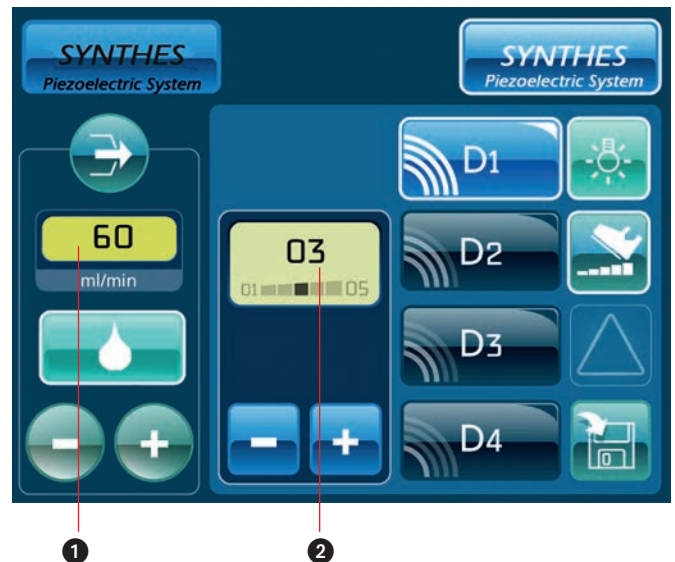 SYNTHES
Piezoelectric System
SYNTHES
Piezoelectric System
60
ml/min
-
+
03
01 05
-
+
D1
D2
D3
D4
1
2